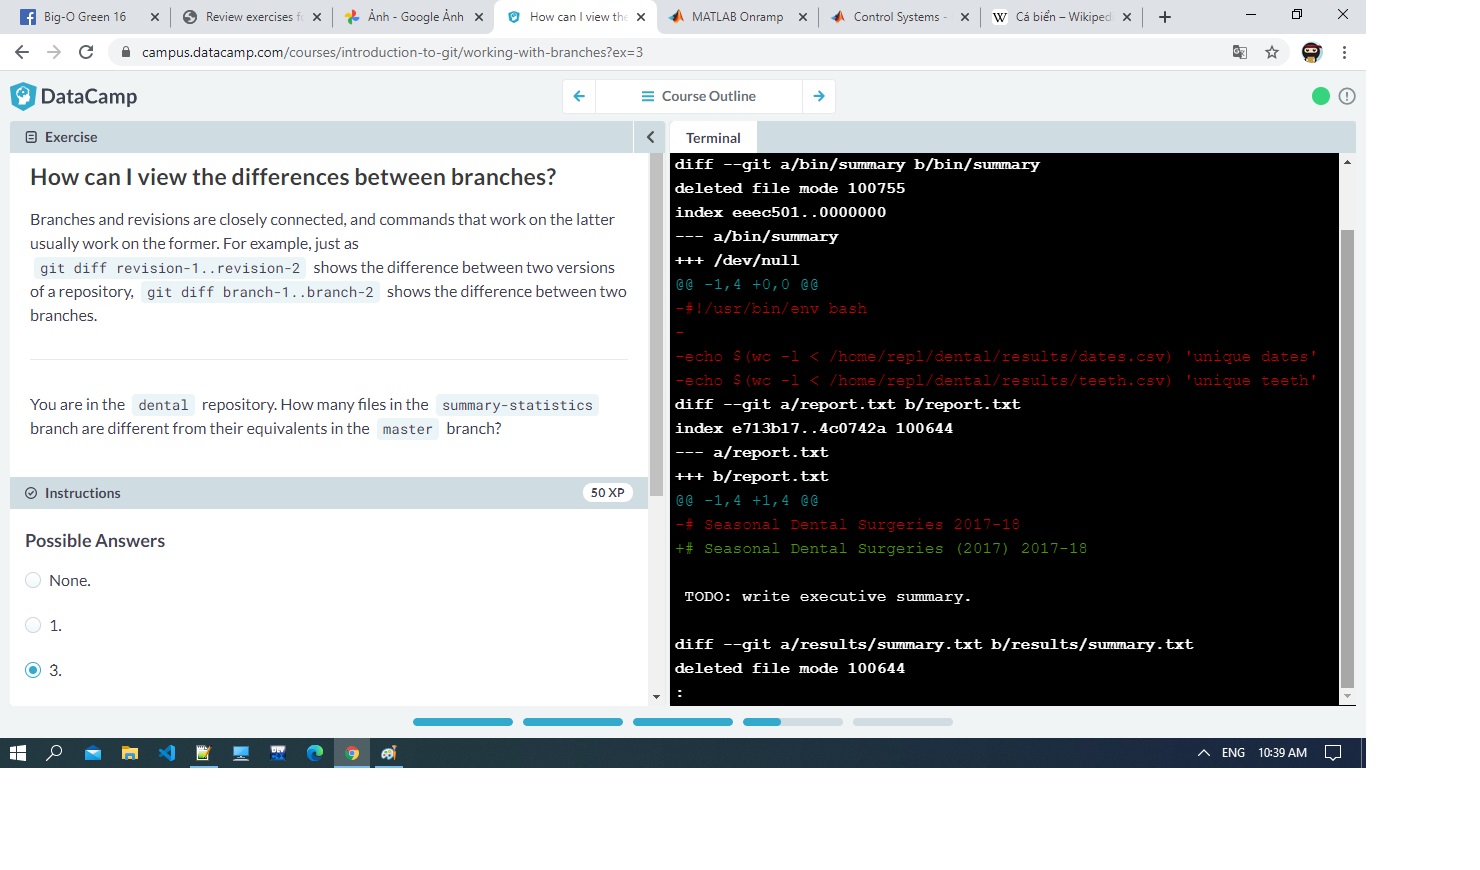 Big-O Green 16
Review exercises f
Ảnh - Google Ảnh
How can I view the
MATLAB Onramp
Control Systems -
Cá biển – Wikiped
campus.datacamp.com/courses/introduction-to-git/working-with-branches?ex=3
DataCamp
Course Outline
Exercise
How can I view the differences between branches?
Branches and revisions are closely connected, and commands that work on the latter
usually work on the former. For example, just as
git diff revision-1..revision-2 shows the difference between two versions
of a repository, git diff branch-1..branch-2 shows the difference between two
branches.
You are in the dental repository. How many files in the summary-statistics
branch are different from their equivalents in the master branch?
Instructions
50 XP
Possible Answers
None.
1.
3.
Terminal
diff --git a/bin/summary b/bin/summary
deleted file mode 100755
index eeec501..0000000
--- a/bin/summary
+++ /dev/null
@@ -1,4 +0,0 @@
-#!/usr/bin/env bash
-
-echo $(wc -l < /home/repl/dental/results/dates.csv) 'unique dates'
-echo $(wc -l < /home/repl/dental/results/teeth.csv) 'unique teeth'
diff --git a/report.txt b/report.txt
index e713b17..4c0742a 100644
--- a/report.txt
+++ b/report.txt
@@ -1,4 +1,4 @@
-# Seasonal Dental Surgeries 2017-18
+# Seasonal Dental Surgeries (2017) 2017-18
TODO: write executive summary.
diff --git a/results/summary.txt b/results/summary.txt
deleted file mode 100644
:
ENG
10:39 AM